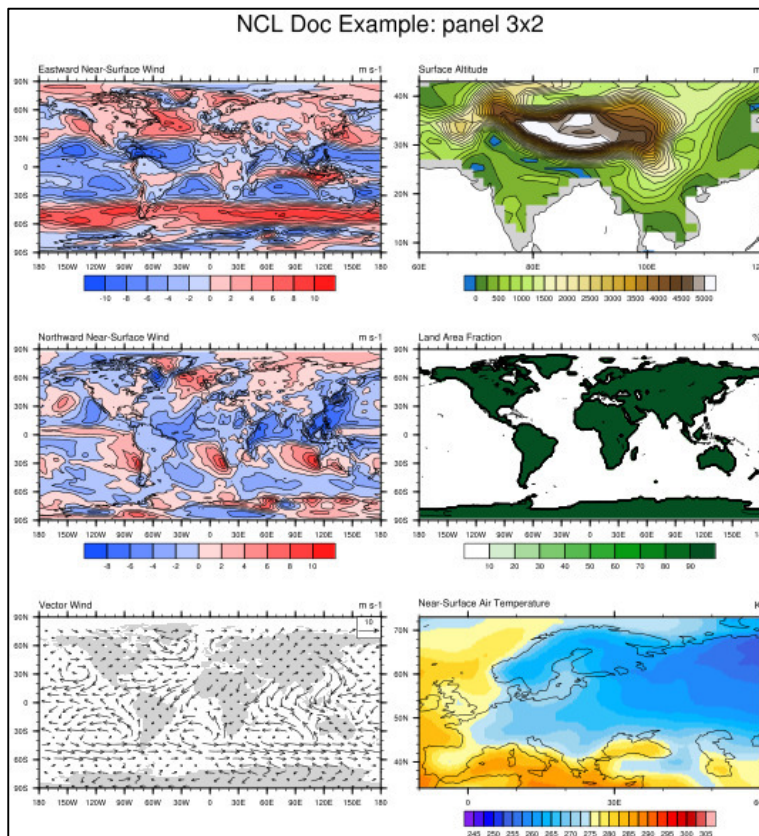 NCL Doc Example: panel 3x2
Eastward Near-Surface Wind m s-1
90N
60N
30N
0
30S
60S
90S
180 150W 120W 90W 60W 30W 0 30E 60E 90E 120E 150E 180
-10 -8 -6 -4 -2 0 2 4 6 8 10
Surface Altitude m
40N
30N
20N
10N
60E 80E 100E
0 500 1000 1500 2000 2500 3000 3500 4000 4500 5000
Northward Near-Surface Wind m s-1
90N
60N
30N
0
30S
60S
90S
180 150W 120W 90W 60W 30W 0 30E 60E 90E 120E 150E 180
-8 -6 -4 -2 0 2 4 6 8 10
Land Area Fraction %
90N
60N
30N
0
30S
60S
90S
180 150W 120W 90W 60W 30W 0 30E 60E 90E 120E 150E
10 20 30 40 50 60 70 80 90
Vector Wind m s-1
10
90N
60N
30N
0
30S
60S
90S
180 150W 120W 90W 60W 30W 0 30E 60E 90E 120E 150E 180
Near-Surface Air Temperature
70N
60N
50N
40N
0 30E
245 250 255 260 265 270 275 280 285 290 295 300 305